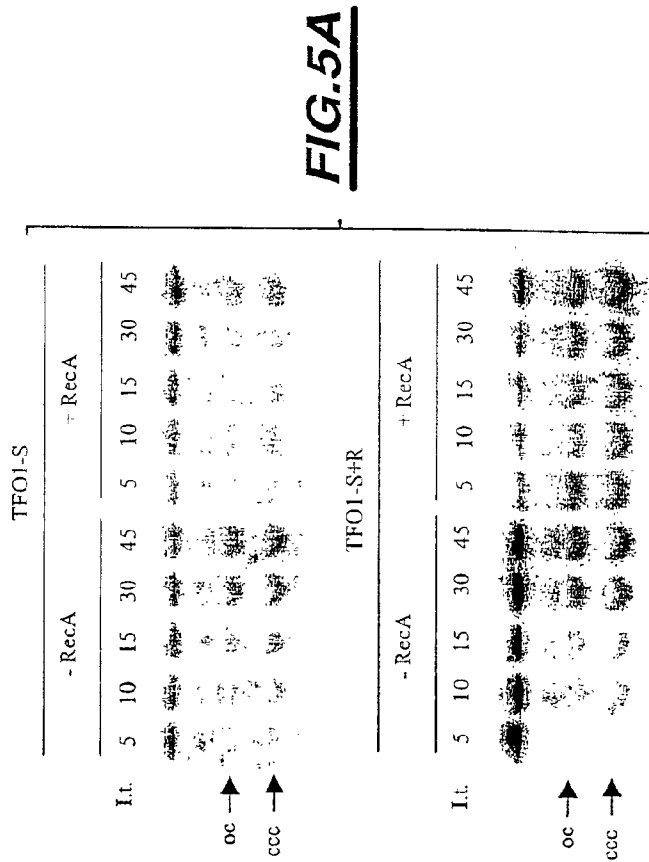 TFO1-S
- RecA + RecA
I.t. 5 10 15 30 45 5 10 15 30 45
oc
ccc
TFO1-S+R
- RecA + RecA
I.t. 5 10 15 30 45 5 10 15 30 45
oc
ccc
FIG.5A